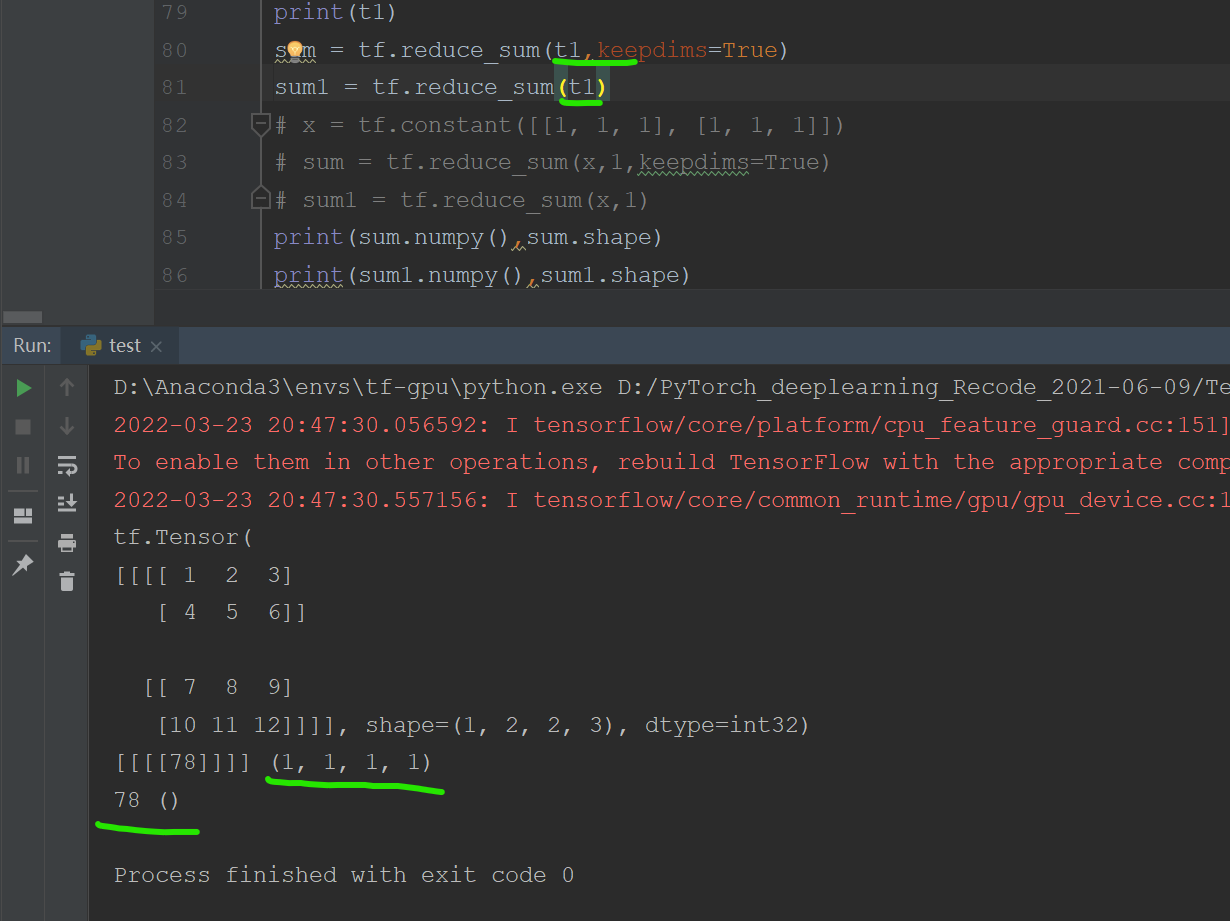 79 print(t1)
80 sum = tf.reduce_sum(t1,keepdims=True)
81 sum1 = tf.reduce_sum(t1)
82 # x = tf.constant([[1, 1, 1], [1, 1, 1]])
83 # sum = tf.reduce_sum(x,1,keepdims=True)
84 # sum1 = tf.reduce_sum(x,1)
85 print(sum.numpy(),sum.shape)
86 print(sum1.numpy(),sum1.shape)
Run: test
D:\Anaconda3\envs\tf-gpu\python.exe D:/PyTorch_deeplearning_Recode_2021-06-09/Te
2022-03-23 20:47:30.056592: I tensorflow/core/platform/cpu_feature_guard.cc:151]
To enable them in other operations, rebuild TensorFlow with the appropriate comp
2022-03-23 20:47:30.557156: I tensorflow/core/common_runtime/gpu/gpu_device.cc:1
tf.Tensor(
[[[[ 1 2 3]
[ 4 5 6]]
[[ 7 8 9]
[10 11 12]]]], shape=(1, 2, 2, 3), dtype=int32)
[[[[78]]]] (1, 1, 1, 1)
78 ()
Process finished with exit code 0